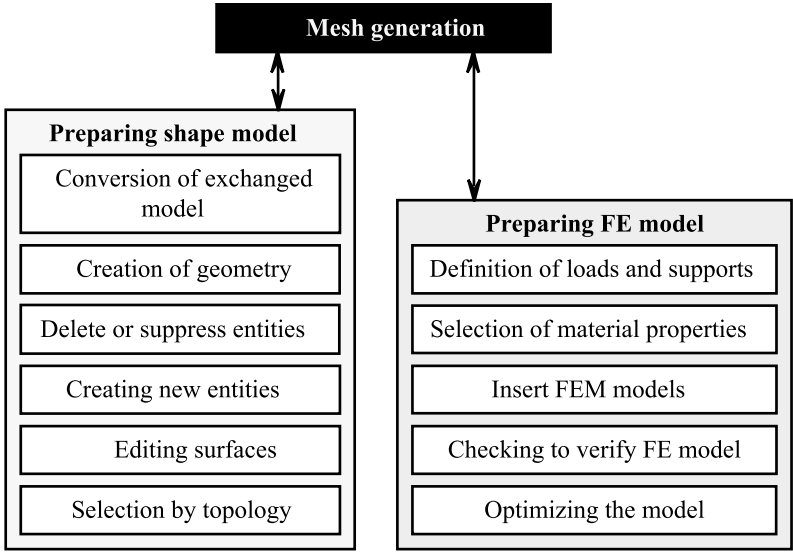 Mesh generation
Preparing shape model
Conversion of exchanged
model
Creation of geometry
Delete or suppress entities
Creating new entities
Editing surfaces
Selection by topology
Preparing FE model
Definition of loads and supports
Selection of material properties
Insert FEM models
Checking to verify FE model
Optimizing the model